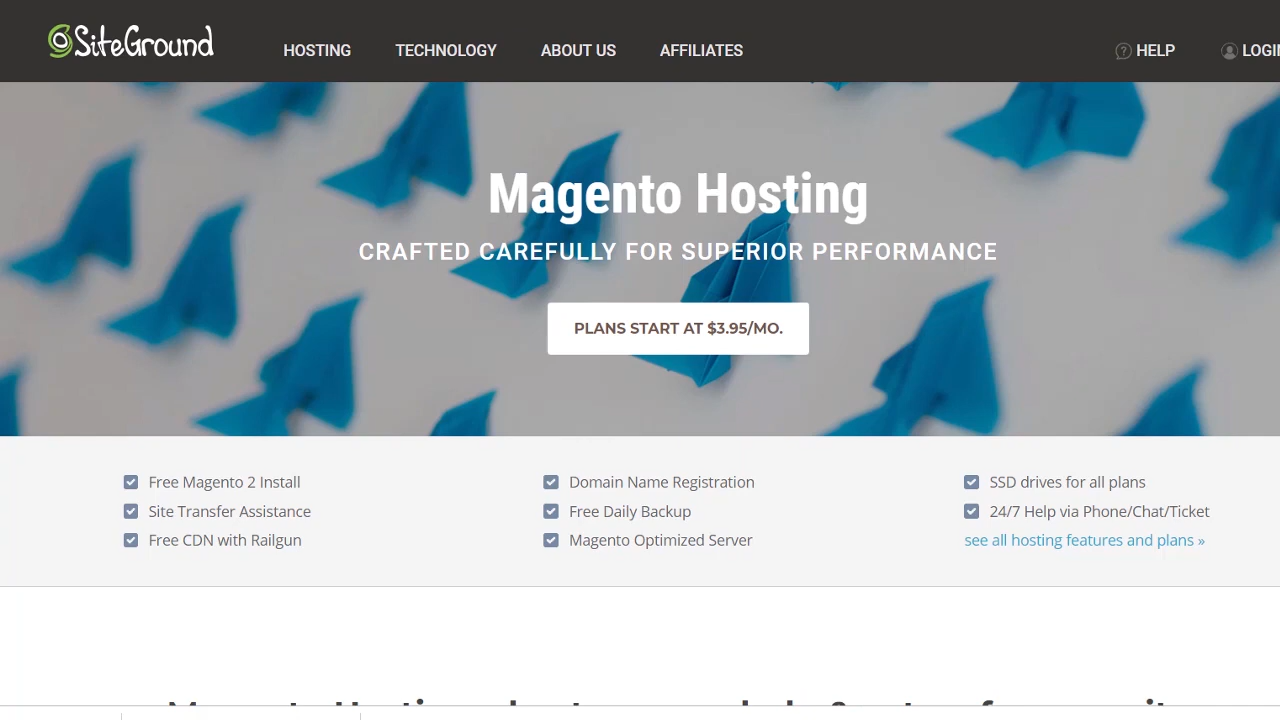 SiteGround
HOSTING TECHNOLOGY ABOUT US AFFILIATES HELP
Magento Hosting
CRAFTED CAREFULLY FOR SUPERIOR PERFORMANCE
PLANS START AT $3.95/MO.
Free Magento 2 Install
Site Transfer Assistance
Free CDN with Railgun
Domain Name Registration
Free Daily Backup
Magento Optimized Server
SSD drives for all plans
24/7 Help via Phone/Chat/Ticket
see all hosting features and plans »